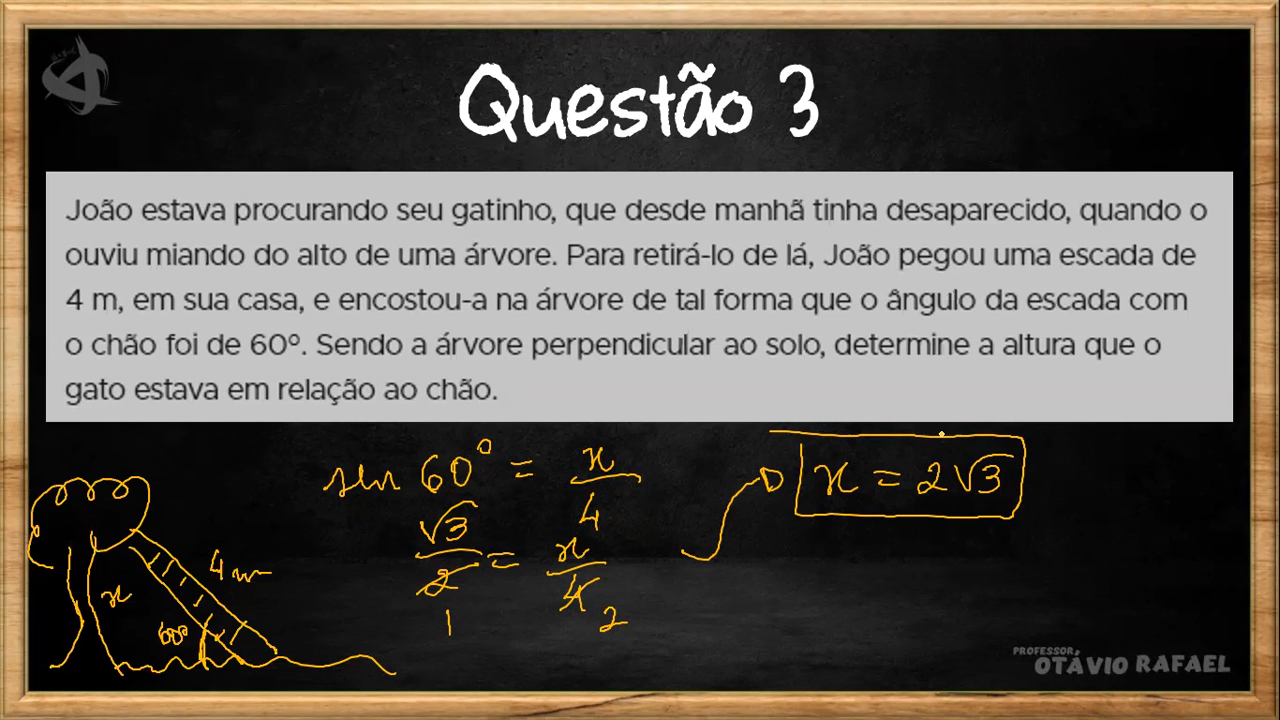 Questão 3
João estava procurando seu gatinho, que desde manhã tinha desaparecido, quando o
ouviu miando do alto de uma árvore. Para retirá-lo de lá, João pegou uma escada de
4 m, em sua casa, e encostou-a na árvore de tal forma que o ângulo da escada com
o chão foi de 60º. Sendo a árvore perpendicular ao solo, determine a altura que o
gato estava em relação ao chão.
sen 60° = x/4
√3/2 = x/4
1 2
x = 2√3
4 m
x
60°
PROFESSOR
OTÁVIO RAFAEL